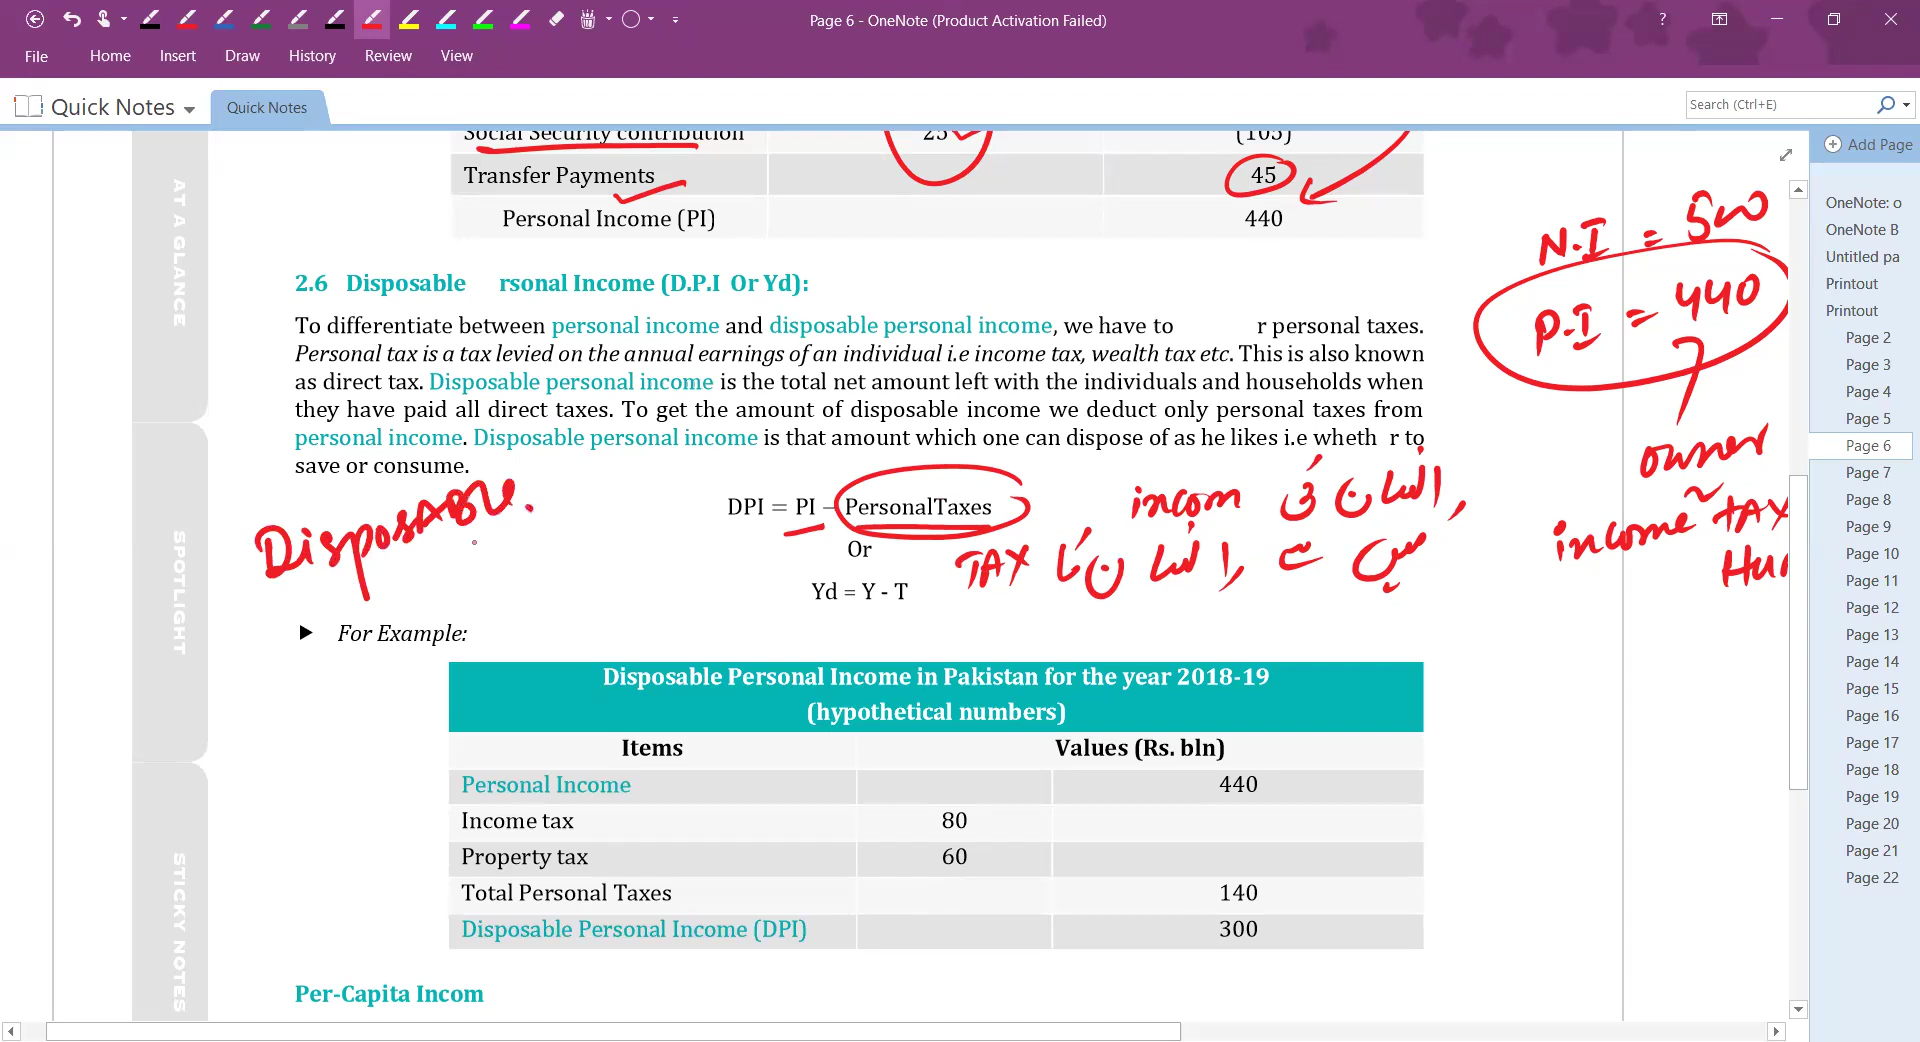 Page 6 - OneNote (Product Activation Failed)
?
File Home Insert Draw History Review View
Quick Notes
Quick Notes
Search (Ctrl+E)
Add Page
AT A GLANCE
SPOTLIGHT
STICKY NOTES
Social Security contribution 25 (105)
Transfer Payments 45
Personal Income (PI) 440
N.I = 500
P.I = 440
2.6 Disposable rsonal Income (D.P.I Or Yd):
To differentiate between personal income and disposable personal income, we have to r personal taxes.
Personal tax is a tax levied on the annual earnings of an individual i.e income tax, wealth tax etc. This is also known
as direct tax. Disposable personal income is the total net amount left with the individuals and households when
they have paid all direct taxes. To get the amount of disposable income we deduct only personal taxes from
personal income. Disposable personal income is that amount which one can dispose of as he likes i.e wheth r to
save or consume.
owner
income TAX
Disposable.
DPI = PI − PersonalTaxes
Or
Yd = Y - T
انسان کی incom
میں سے انسان کا TAX
For Example:
Disposable Personal Income in Pakistan for the year 2018-19
(hypothetical numbers)
Items Values (Rs. bln)
Personal Income 440
Income tax 80
Property tax 60
Total Personal Taxes 140
Disposable Personal Income (DPI) 300
Per-Capita Incom
OneNote: o
OneNote B
Untitled pa
Printout
Printout
Page 2
Page 3
Page 4
Page 5
Page 6
Page 7
Page 8
Page 9
Page 10
Page 11
Page 12
Page 13
Page 14
Page 15
Page 16
Page 17
Page 18
Page 19
Page 20
Page 21
Page 22